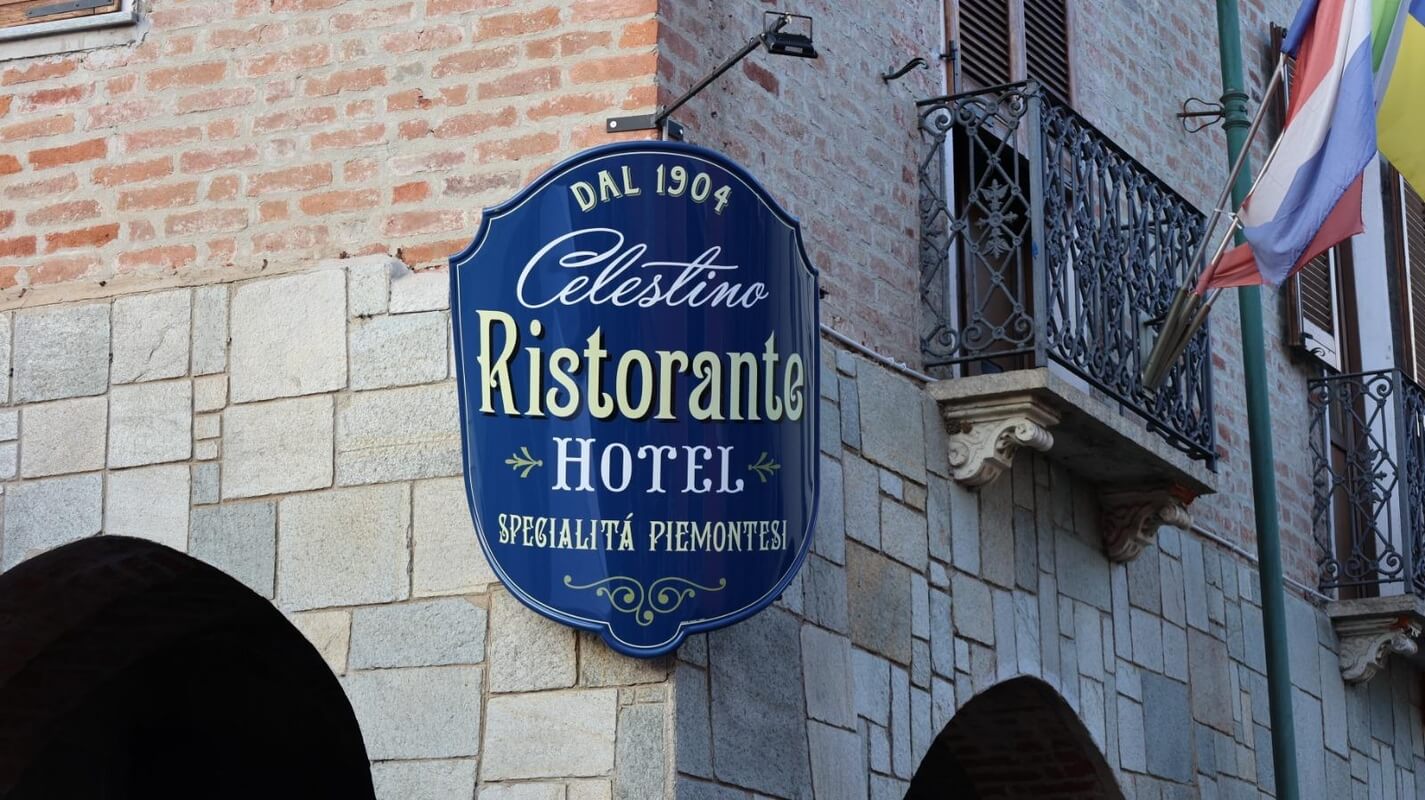 DAL 1904
Celestino
Ristorante
HOTEL
SPECIALITÁ PIEMONTESI